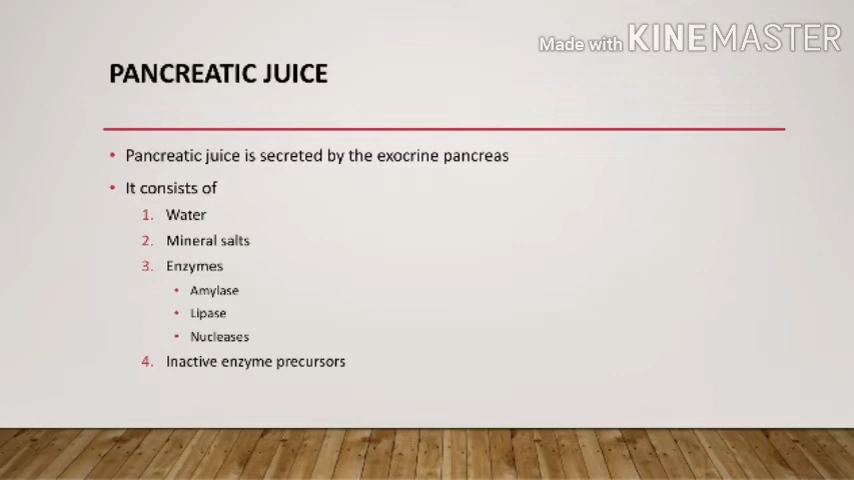 Made with KINEMASTER
PANCREATIC JUICE
• Pancreatic juice is secreted by the exocrine pancreas
• It consists of
1. Water
2. Mineral salts
3. Enzymes
• Amylase
• Lipase
• Nucleases
4. Inactive enzyme precursors